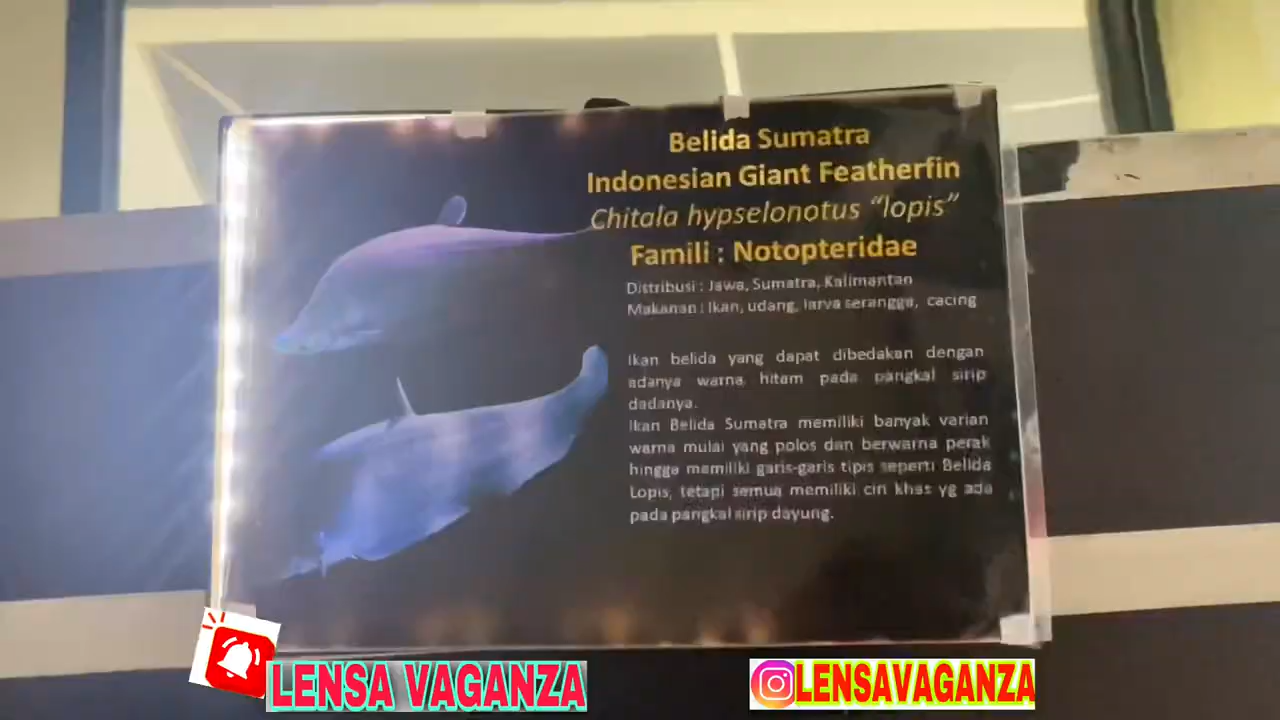 Belida Sumatra
Indonesian Giant Featherfin
Chitala hypselonotus “lopis”
Famili : Notopteridae
Distribusi : Jawa, Sumatra, Kalimantan
Makanan : Ikan, udang, larva serangga, cacing
Ikan belida yang dapat dibedakan dengan
adanya warna hitam pada pangkal sirip
dadanya.
Ikan Belida Sumatra memiliki banyak varian
warna mulai yang polos dan berwarna perak
hingga memiliki garis-garis tipis seperti Belida
Lopis, tetapi semua memiliki ciri khas yg ada
pada pangkal sirip dayung.
LENSA VAGANZA
LENSAVAGANZA